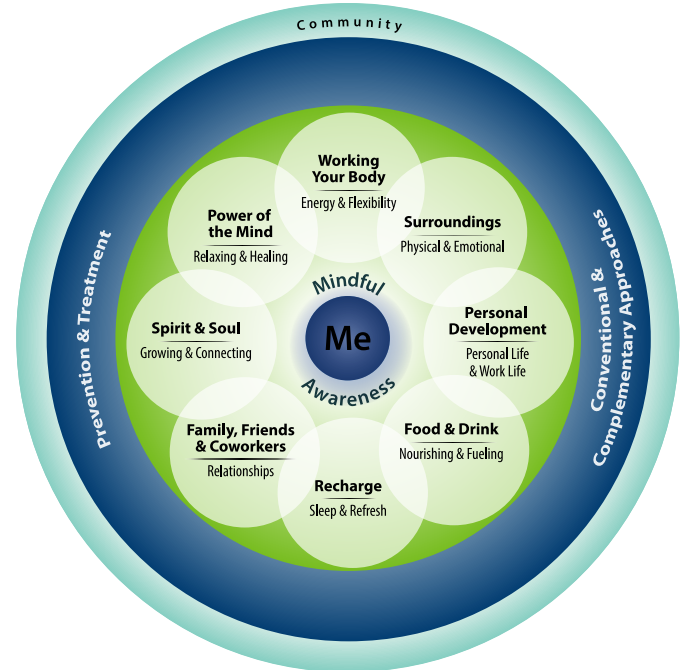 Community
Working
Your Body
Energy & Flexibility
Surroundings
Physical & Emotional
Personal
Development
Personal Life
& Work Life
Food & Drink
Nourishing & Fueling
Recharge
Sleep & Refresh
Family, Friends
& Coworkers
Relationships
Spirit & Soul
Growing & Connecting
Power of
the Mind
Relaxing & Healing
Mindful
Me
Awareness
Prevention & Treatment
Conventional &
Complementary Approaches